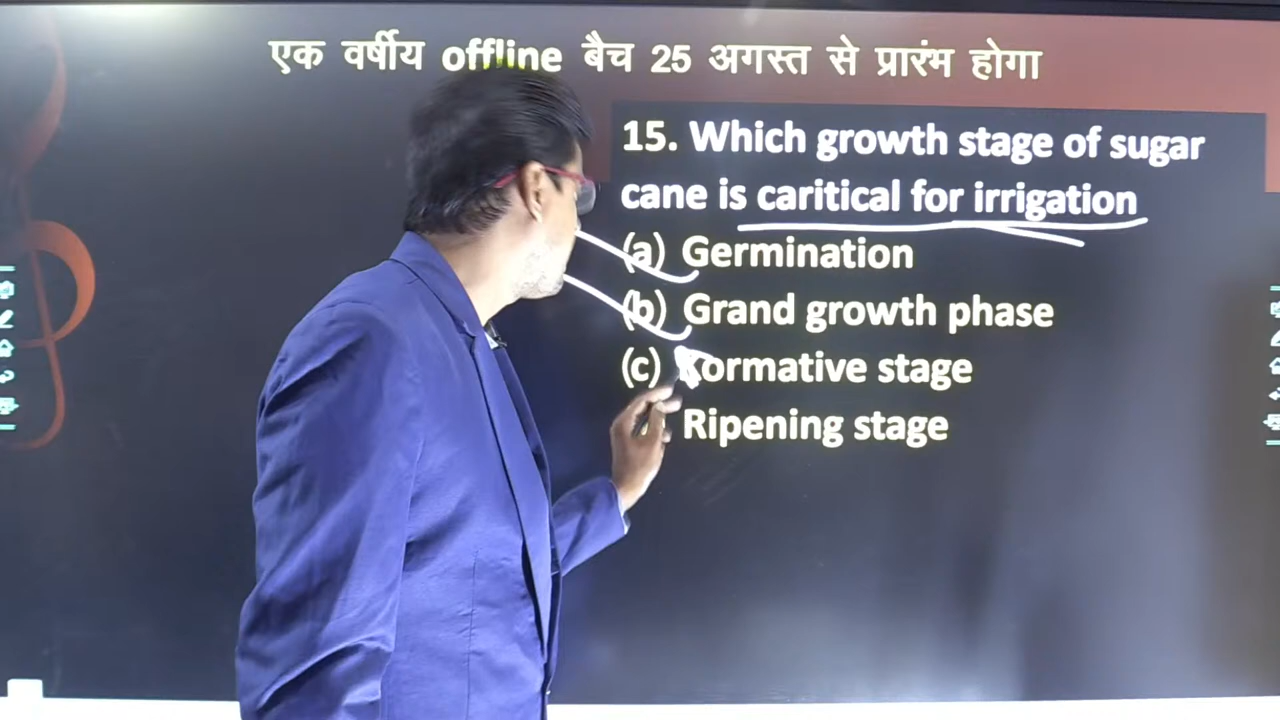 एक वर्षीय offline बैच 25 अगस्त से प्रारंभ होगा
15. Which growth stage of sugar
cane is caritical for irrigation
(a) Germination
(b) Grand growth phase
(c) Formative stage
Ripening stage